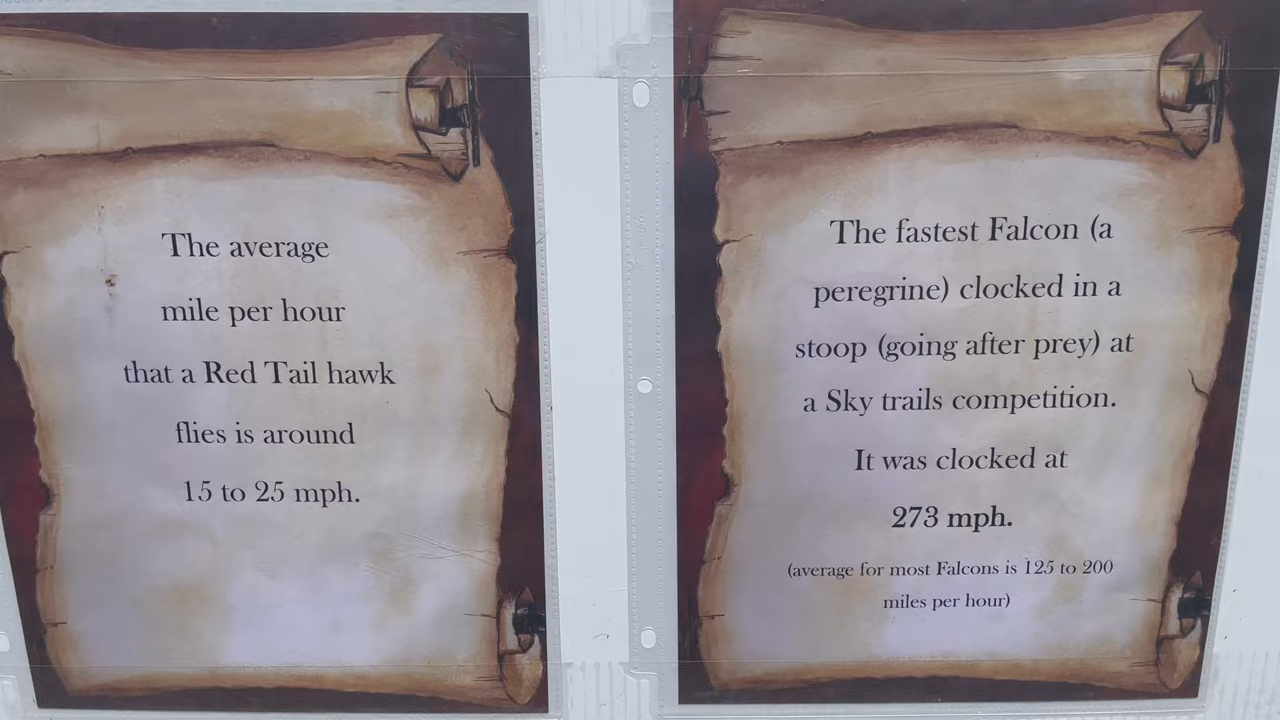 The average
mile per hour
that a Red Tail hawk
flies is around
15 to 25 mph.
The fastest Falcon (a
peregrine) clocked in a
stoop (going after prey) at
a Sky trails competition.
It was clocked at
273 mph.
(average for most Falcons is 125 to 200
miles per hour)